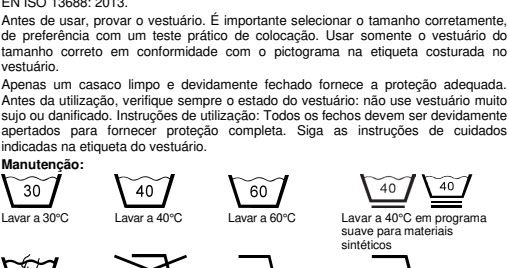 EN ISO 13688: 2013.
Antes de usar, provar o vestuário. É importante selecionar o tamanho corretamente,
de preferência com um teste prático de colocação. Usar somente o vestuário do
tamanho correto em conformidade com o pictograma na etiqueta costurada no
vestuário.
Apenas um casaco limpo e devidamente fechado fornece a proteção adequada.
Antes da utilização, verifique sempre o estado do vestuário: não use vestuário muito
sujo ou danificado. Instruções de utilização: Todos os fechos devem ser devidamente
apertados para fornecer proteção completa. Siga as instruções de cuidados
indicadas na etiqueta do vestuário.
Manutenção:
30 40 60 40 40
Lavar a 30°C Lavar a 40°C Lavar a 60°C Lavar a 40°C em programa
suave para materiais
sintéticos